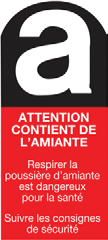 a
ATTENTION
CONTIENT DE
L'AMIANTE
Respirer la
poussière d'amiante
est dangereux
pour la santé
Suivre les consignes
de sécurité